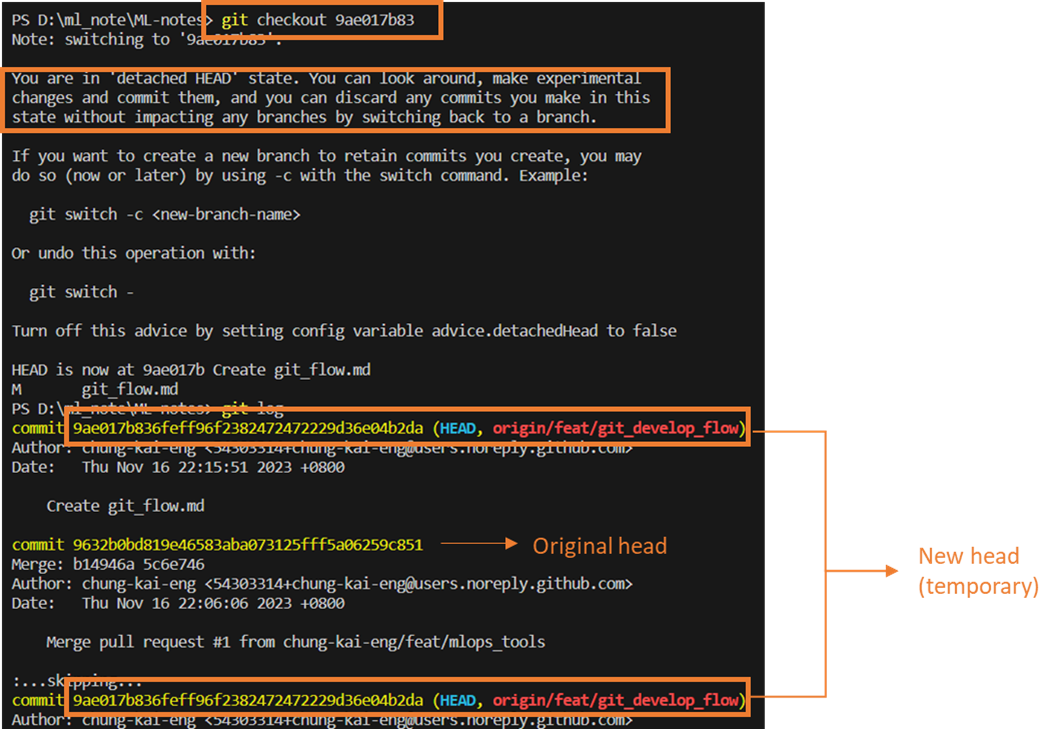 PS D:\ml_note\ML-notes> git checkout 9ae017b83
Note: switching to '9ae017b83'.
You are in 'detached HEAD' state. You can look around, make experimental
changes and commit them, and you can discard any commits you make in this
state without impacting any branches by switching back to a branch.
If you want to create a new branch to retain commits you create, you may
do so (now or later) by using -c with the switch command. Example:
git switch -c <new-branch-name>
Or undo this operation with:
git switch -
Turn off this advice by setting config variable advice.detachedHead to false
HEAD is now at 9ae017b Create git_flow.md
M git_flow.md
PS D:\ml_note\ML-notes> git log
commit 9ae017b836feff96f2382472472229d36e04b2da (HEAD, origin/feat/git_develop_flow)
Author: chung-kai-eng <54303314+chung-kai-eng@users.noreply.github.com>
Date: Thu Nov 16 22:15:51 2023 +0800
Create git_flow.md
commit 9632b0bd819e46583aba073125fff5a06259c851
Original head
Merge: b14946a 5c6e746
Author: chung-kai-eng <54303314+chung-kai-eng@users.noreply.github.com>
Date: Thu Nov 16 22:06:06 2023 +0800
Merge pull request #1 from chung-kai-eng/feat/mlops_tools
:...skipping...
commit 9ae017b836feff96f2382472472229d36e04b2da (HEAD, origin/feat/git_develop_flow)
Author: chung-kai-eng <54303314+chung-kai-eng@users.noreply.github.com>
New head
(temporary)